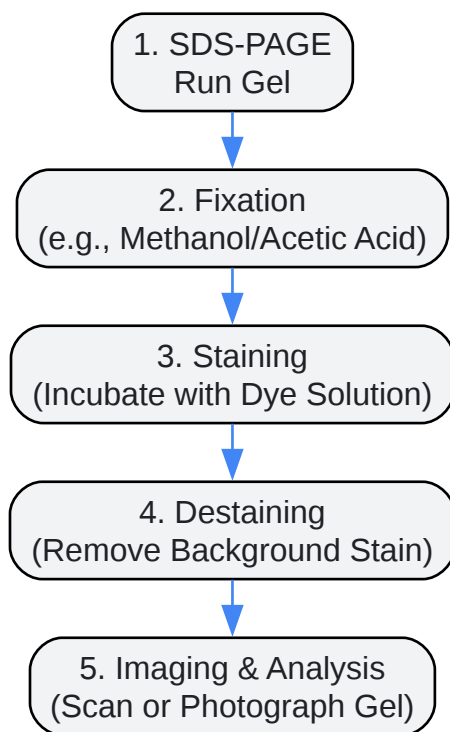 1. SDS-PAGE
Run Gel
2. Fixation
(e.g., Methanol/Acetic Acid)
3. Staining
(Incubate with Dye Solution)
4. Destaining
(Remove Background Stain)
5. Imaging & Analysis
(Scan or Photograph Gel)